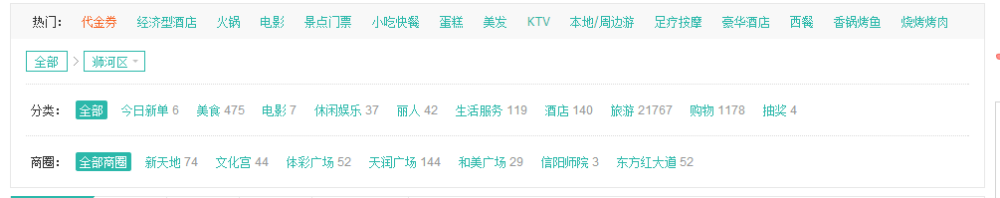 热门： 代金券 经济型酒店 火锅 电影 景点门票 小吃快餐 蛋糕 美发 KTV 本地/周边游 足疗按摩 豪华酒店 西餐 香锅烤鱼 烧烤烤肉
全部 浉河区
分类： 全部 今日新单 6 美食 475 电影 7 休闲娱乐 37 丽人 42 生活服务 119 酒店 140 旅游 21767 购物 1178 抽奖 4
商圈： 全部商圈 新天地 74 文化宫 44 体彩广场 52 天润广场 144 和美广场 29 信阳师院 3 东方红大道 52